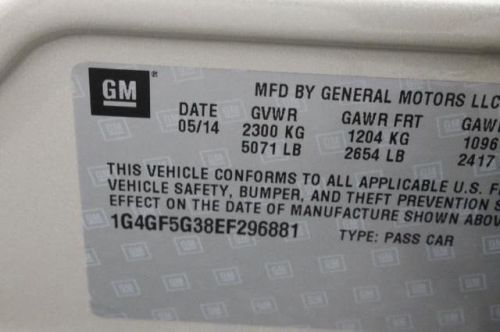 GM ®
MFD BY GENERAL MOTORS LLC
DATE GVWR GAWR FRT GAWR
05/14 2300 KG 1204 KG 1096
5071 LB 2654 LB 2417
THIS VEHICLE CONFORMS TO ALL APPLICABLE U.S. F
VEHICLE SAFETY, BUMPER, AND THEFT PREVENTION S
EFFECT ON THE DATE OF MANUFACTURE SHOWN ABOV
1G4GF5G38EF296881 TYPE: PASS CAR